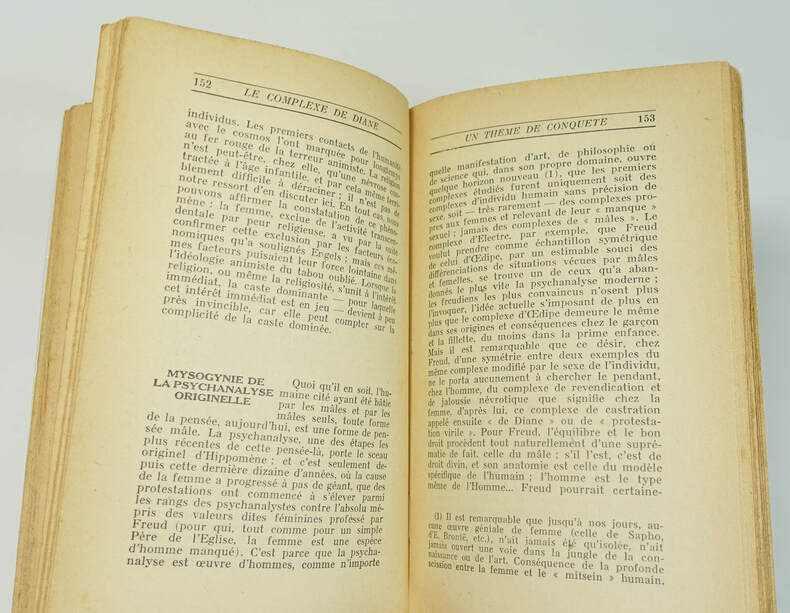 152
LE COMPLEXE DE DIANE
individus. Les premiers contacts de l'humanité
avec le cosmos l'ont marquée pour longtemps
au fer rouge de la terreur animiste. La religion
n'est peut-être, chez elle, qu'une névrose con-
tractée à l'âge infantile, et par cela même terri-
blement difficile à déraciner ; il n'est pas de
notre ressort d'en discuter ici. En tout cas, nous
pouvons affirmer la constatation de ce phéno-
mène : la femme, exclue de l'activité transcen-
dentale par peur religieuse, a vu par la suite
confirmer cette exclusion par les facteurs éco-
nomiques qu'a soulignés Engels ; mais ces mê-
mes facteurs puisaient leur force lointaine dans
l'idéologie animiste du tabou oublié. Lorsque la
religion, ou même la religiosité, s'unit à l'intérêt
immédiat, la caste dominante — pour laquelle
cet intérêt immédiat est en jeu — devient à peu
près invincible, car elle peut compter sur la
complicité de la caste dominée.
MYSOGYNIE DE
LA PSYCHANALYSE
ORIGINELLE
Quoi qu'il en soit, l'hu-
maine cité ayant été bâtie
par les mâles et par les
mâles seuls, toute forme
de la pensée, aujourd'hui, est une forme de pen-
sée mâle. La psychanalyse, une des étapes les
plus récentes de cette pensée-là, porte le sceau
originel d'Hippomène ; et c'est seulement de-
puis cette dernière dizaine d'années, où la cause
de la femme a progressé à pas de géant, que des
protestations ont commencé à s'élever parmi
les rangs des psychanalystes contre l'absolu mé-
pris des valeurs dites féminines professé par
Freud (pour qui, tout comme pour un simple
Père de l'Eglise, la femme est une espèce
d'homme manqué). C'est parce que la psycha-
nalyse est œuvre d'hommes, comme n'importe
UN THEME DE CONQUETE
153
quelle manifestation d'art, de philosophie où
de science qui, dans son propre domaine, ouvre
quelque horizon nouveau (1), que les premiers
complexes étudiés furent uniquement soit des
complexes d'individu humain sans précision de
sexe, soit — très rarement — des complexes pro-
pres aux femmes et relevant de leur « manque »
sexuel ; jamais des complexes de « mâles ». Le
complexe d'Electre, par exemple, que Freud
voulut prendre comme échantillon symétrique
de celui d'Œdipe, par un estimable souci des
différenciations de situations vécues par mâles
et femelles, se trouve un de ceux qu'a aban-
donnés le plus vite la psychanalyse moderne ;
les freudiens les plus convaincus n'osent plus
l'invoquer, l'idée actuelle s'imposant de plus en
plus que le complexe d'Œdipe demeure le même
dans ses origines et conséquences chez le garçon
et la fillette, du moins dans la prime enfance.
Mais il est remarquable que ce désir, chez
Freud, d'une symétrie entre deux exemples du
même complexe modifié par le sexe de l'individu,
ne le porta aucunement à chercher le pendant,
chez l'homme, du complexe de revendication et
de jalousie névrotique que signifie chez la
femme, d'après lui, ce complexe de castration
appelé ensuite « de Diane » ou de « protesta-
tion virile ». Pour Freud, l'équilibre et le bon
droit procèdent tout naturellement d'une supré-
matie de fait, celle du mâle ; s'il l'est, c'est de
droit divin, et son anatomie est celle du modèle
spécifique de l'humain ; l'homme est le type
même de l'Homme... Freud pourrait certaine-
(1) Il est remarquable que jusqu'à nos jours, au-
cune œuvre géniale de femme (celle de Sapho,
d'E. Brontë, etc.), n'ait jamais été qu'isolée, n'ait
jamais ouvert une voie dans la jungle de la con-
naissance ou de l'art. Conséquence de la profonde
scission entre la femme et le « mitsein » humain.